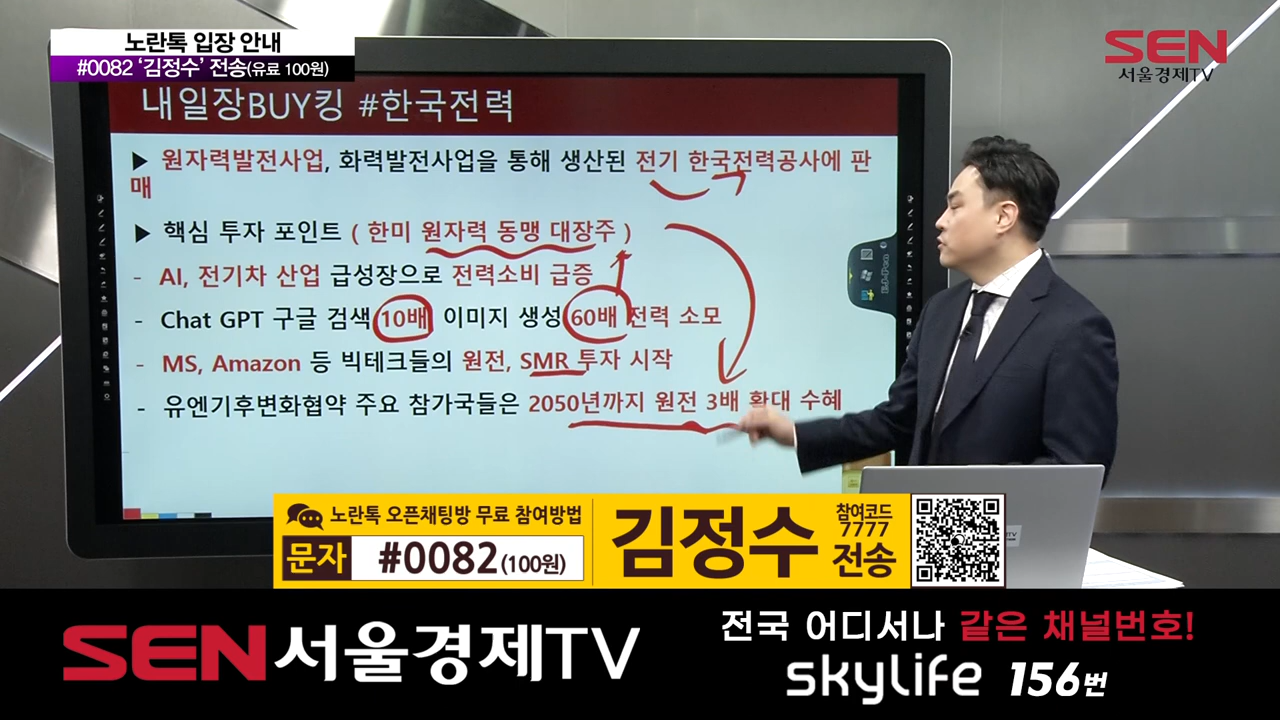 노란톡 입장 안내
#0082 ‘김정수’ 전송(유료 100원)
SEN
서울경제TV
내일장BUY킹 #한국전력
▶ 원자력발전사업, 화력발전사업을 통해 생산된 전기 한국전력공사에 판
매
▶ 핵심 투자 포인트 ( 한미 원자력 동맹 대장주 )
- AI, 전기차 산업 급성장으로 전력소비 급증
- Chat GPT 구글 검색 10배 이미지 생성 60배 전력 소모
- MS, Amazon 등 빅테크들의 원전, SMR 투자 시작
- 유엔기후변화협약 주요 참가국들은 2050년까지 원전 3배 확대 수혜
노란톡 오픈채팅방 무료 참여방법
문자 #0082(100원)
김정수
참여코드
7777
전송
SEN서울경제TV
전국 어디서나 같은 채널번호!
skylife 156번